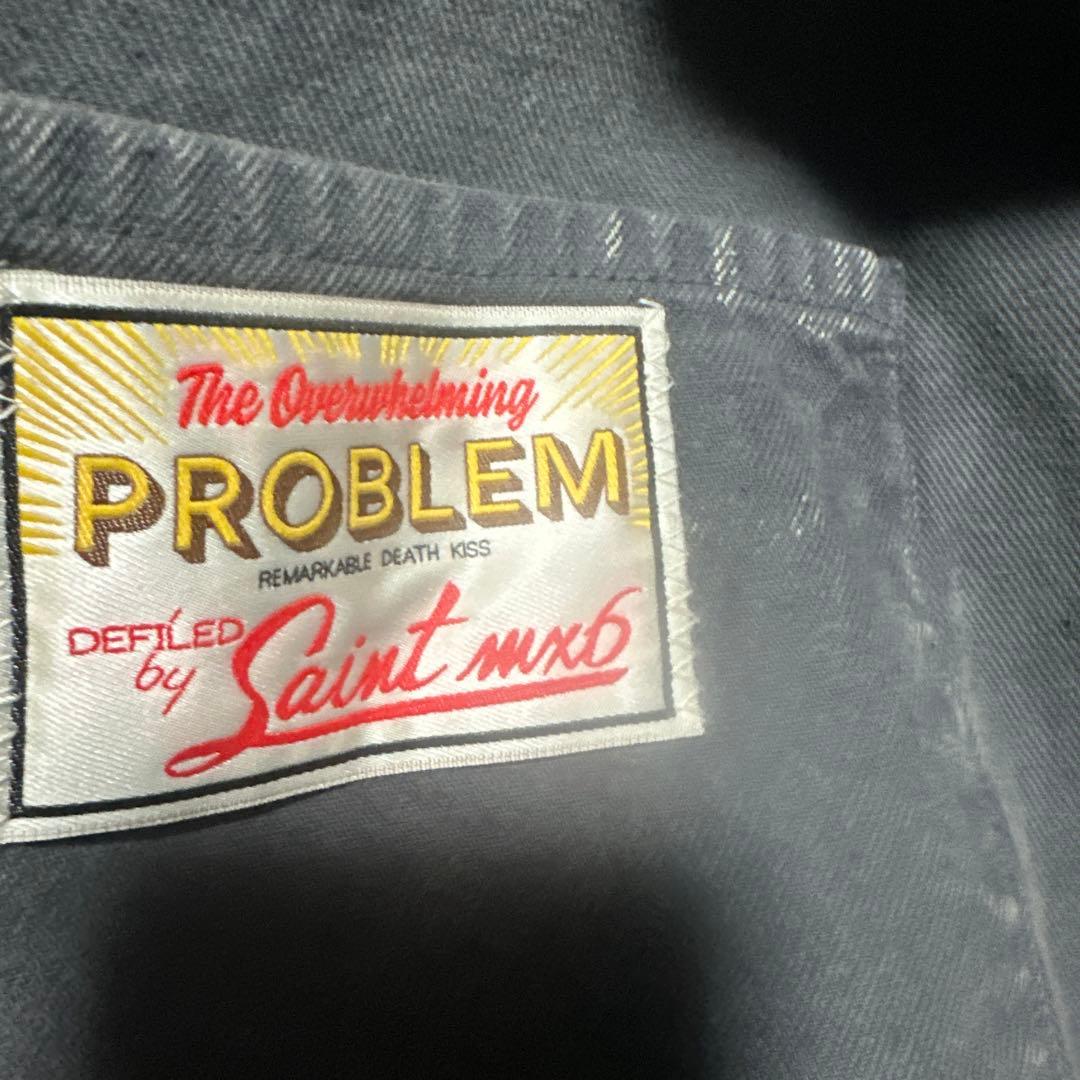 The Overwhelming
PROBLEM
REMARKABLE DEATH KISS
DEFILED
by
Saint mx6